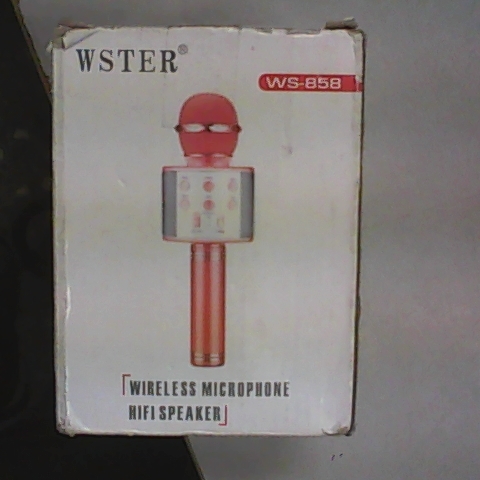 WSTER®
WS-858
WIRELESS MICROPHONE
HIFI SPEAKER